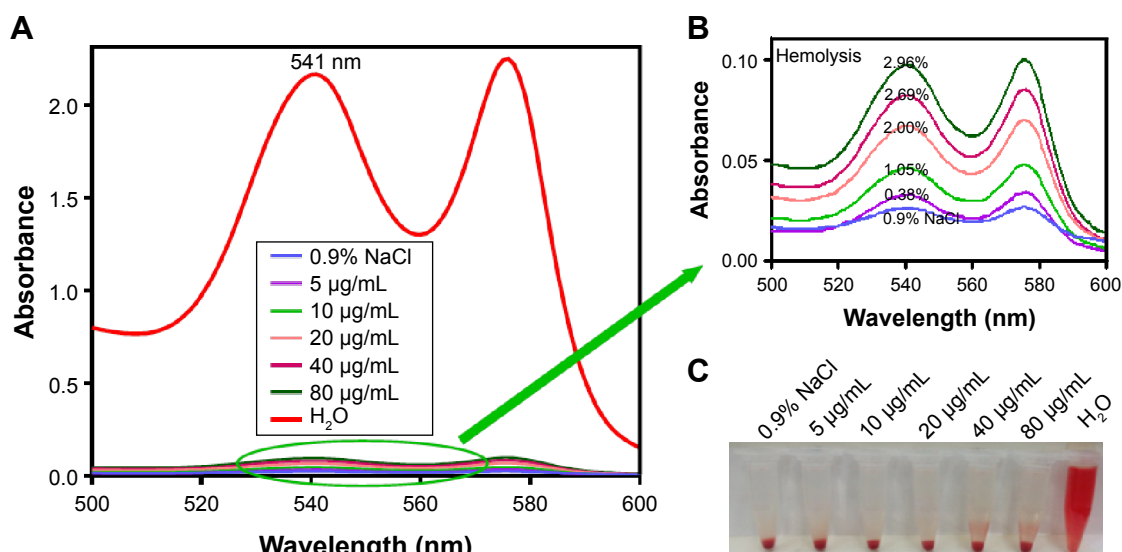 A
541 nm
2.0
1.5
1.0
0.5
0.0
Absorbance
0.9% NaCl
5 µg/mL
10 µg/mL
20 µg/mL
40 µg/mL
80 µg/mL
H₂O
500 520 540 560 580 600
Wavelength (nm)
B
Hemolysis
0.10
0.05
0.00
Absorbance
2.96%
2.69%
2.00%
1.05%
0.38%
0.9% NaCl
500 520 540 560 580 600
Wavelength (nm)
C
0.9% NaCl
5 µg/mL
10 µg/mL
20 µg/mL
40 µg/mL
80 µg/mL
H₂O